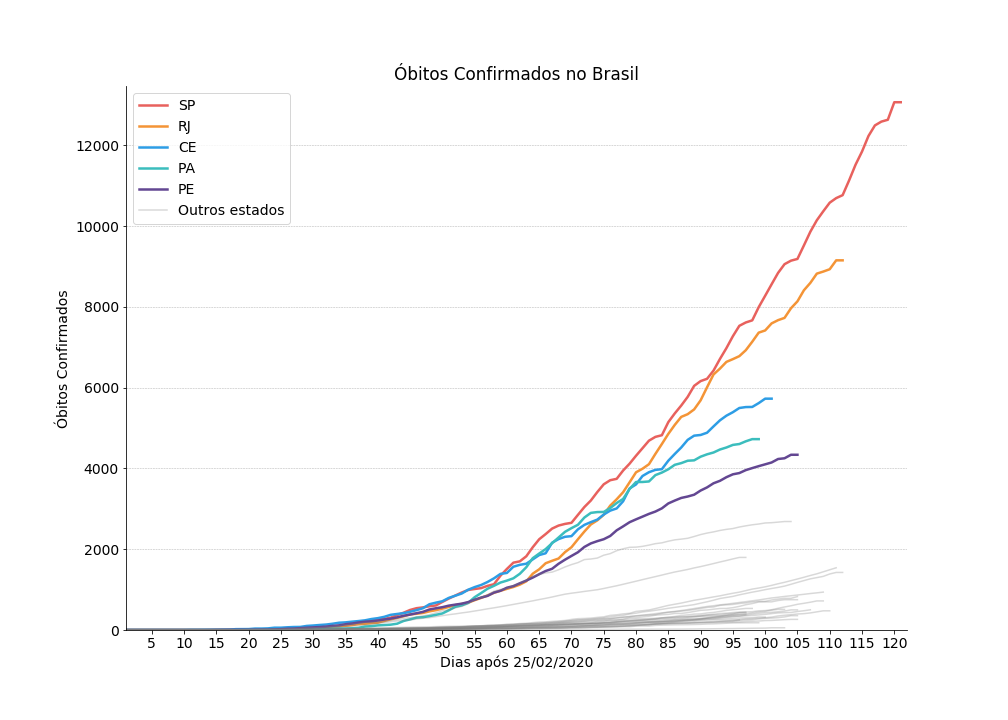 Óbitos Confirmados no Brasil
SP
RJ
CE
PA
PE
Outros estados
Óbitos Confirmados
12000
10000
8000
6000
4000
2000
0
5 10 15 20 25 30 35 40 45 50 55 60 65 70 75 80 85 90 95 100 105 110 115 120
Dias após 25/02/2020